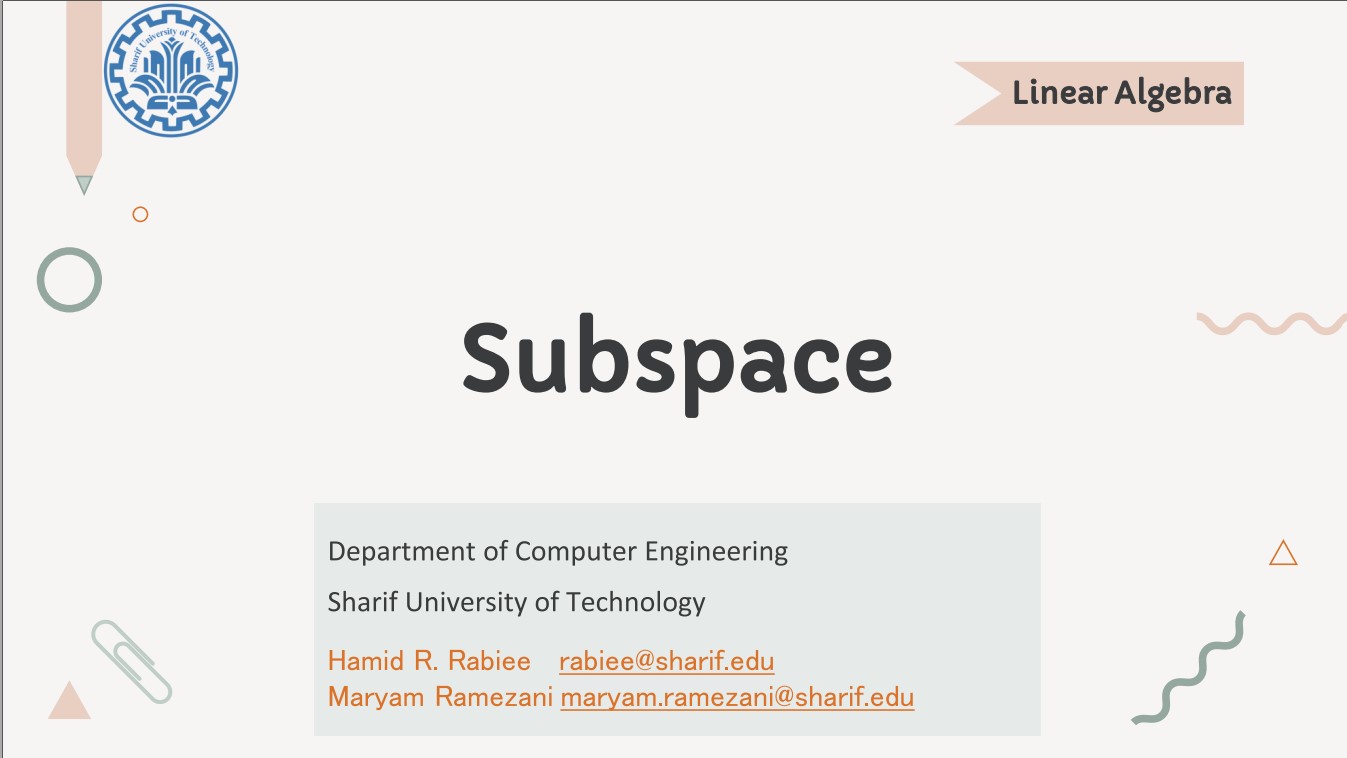 Sharif University of Technology
Linear Algebra
Subspace
Department of Computer Engineering
Sharif University of Technology
Hamid R. Rabiee rabiee@sharif.edu
Maryam Ramezani maryam.ramezani@sharif.edu